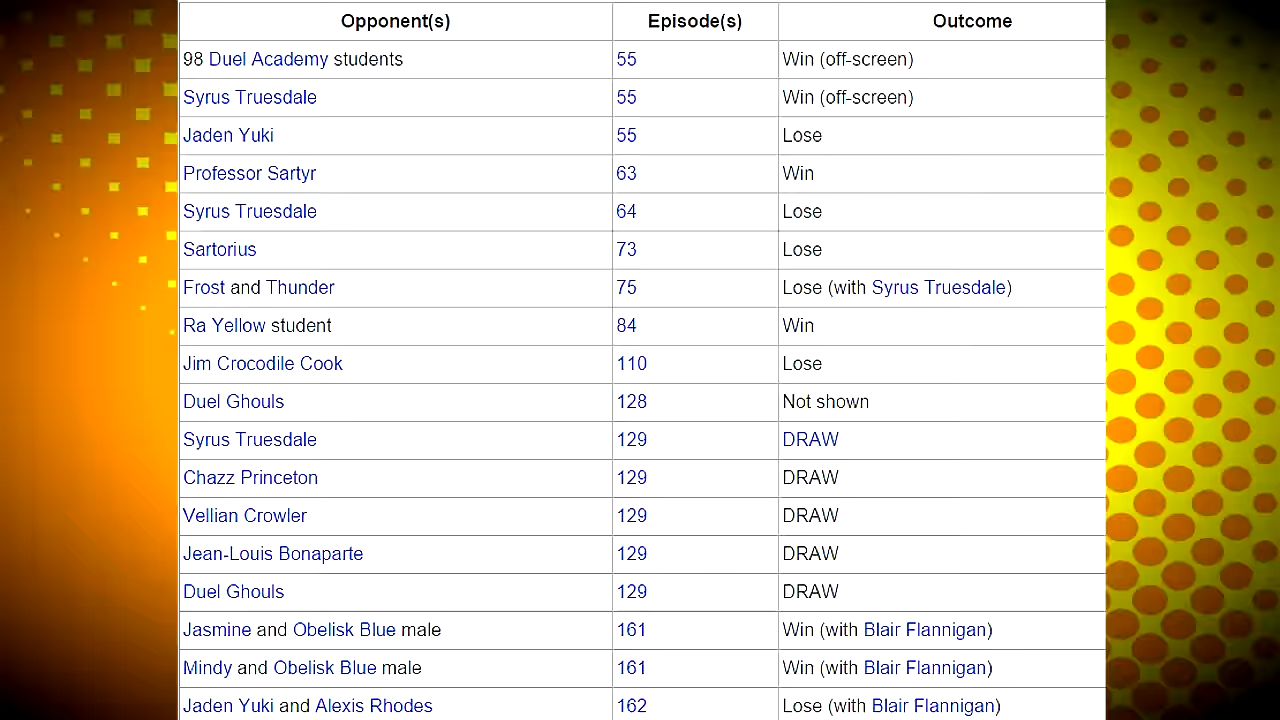 Opponent(s) Episode(s) Outcome
98 Duel Academy students 55 Win (off-screen)
Syrus Truesdale 55 Win (off-screen)
Jaden Yuki 55 Lose
Professor Sartyr 63 Win
Syrus Truesdale 64 Lose
Sartorius 73 Lose
Frost and Thunder 75 Lose (with Syrus Truesdale)
Ra Yellow student 84 Win
Jim Crocodile Cook 110 Lose
Duel Ghouls 128 Not shown
Syrus Truesdale 129 DRAW
Chazz Princeton 129 DRAW
Vellian Crowler 129 DRAW
Jean-Louis Bonaparte 129 DRAW
Duel Ghouls 129 DRAW
Jasmine and Obelisk Blue male 161 Win (with Blair Flannigan)
Mindy and Obelisk Blue male 161 Win (with Blair Flannigan)
Jaden Yuki and Alexis Rhodes 162 Lose (with Blair Flannigan)